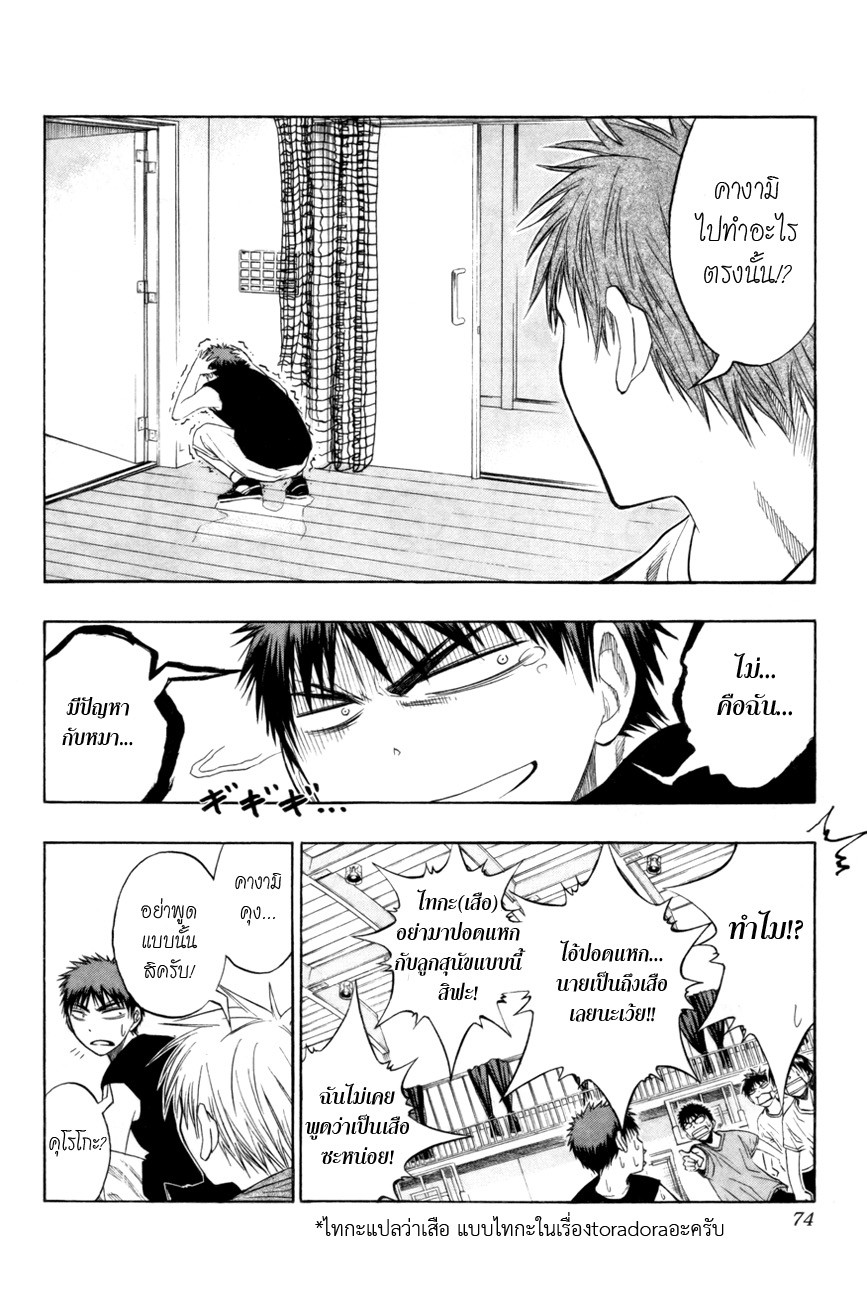 คางามิ
ไปทำอะไร
ตรงนั้น!?
ไม่...
คือฉัน...
มีปัญหา
กับหมา...
ギギギ...
ทำไม!?
ไอ้ปอดแหก...
นายเป็นถึงเสือ
เลยนะเว้ย!!
ไทกะ(เสือ)
อย่ามาปอดแหก
กับลูกสุนัขแบบนี้
สิฟะ!
ฉันไม่เคย
พูดว่าเป็นเสือ
ซะหน่อย!
คางามิ
คุง...
อย่าพูด
แบบนั้น
สิครับ!
คุโรโกะ?
74
*ไทกะแปลว่าเสือ แบบไทกะในเรื่องtoradoraอะครับ